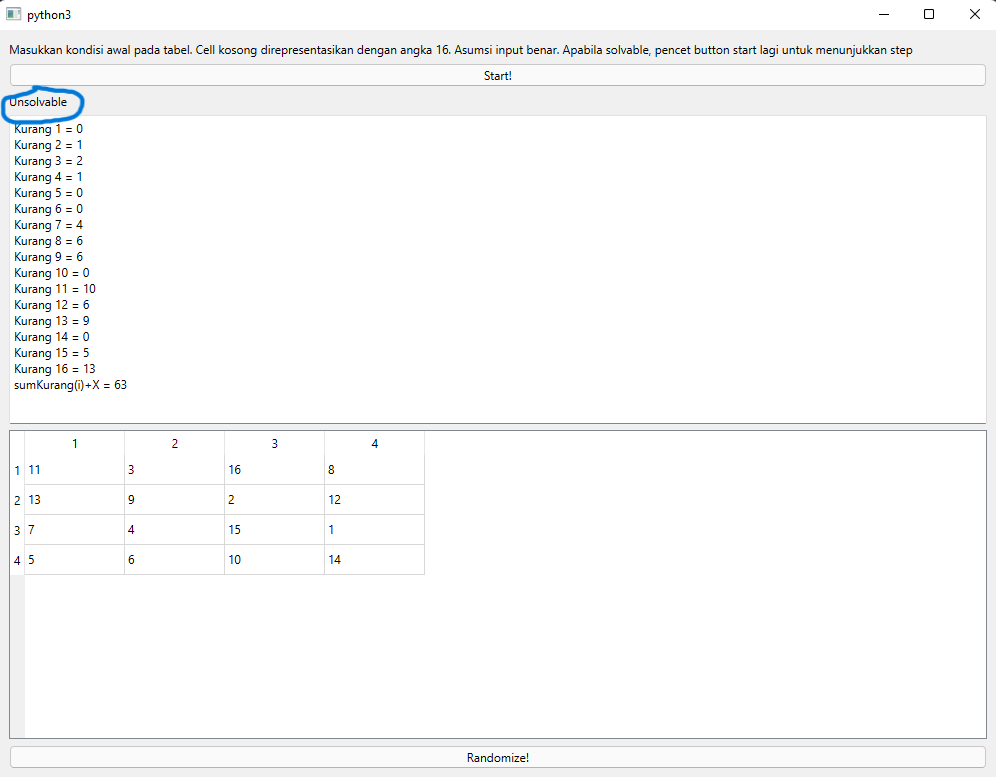 python3
Masukkan kondisi awal pada tabel. Cell kosong direpresentasikan dengan angka 16. Asumsi input benar. Apabila solvable, pencet button start lagi untuk menunjukkan step
Start!
Unsolvable
Kurang 1 = 0
Kurang 2 = 1
Kurang 3 = 2
Kurang 4 = 1
Kurang 5 = 0
Kurang 6 = 0
Kurang 7 = 4
Kurang 8 = 6
Kurang 9 = 6
Kurang 10 = 0
Kurang 11 = 10
Kurang 12 = 6
Kurang 13 = 9
Kurang 14 = 0
Kurang 15 = 5
Kurang 16 = 13
sumKurang(i)+X = 63
1 2 3 4
1 11 3 16 8
2 13 9 2 12
3 7 4 15 1
4 5 6 10 14
Randomize!